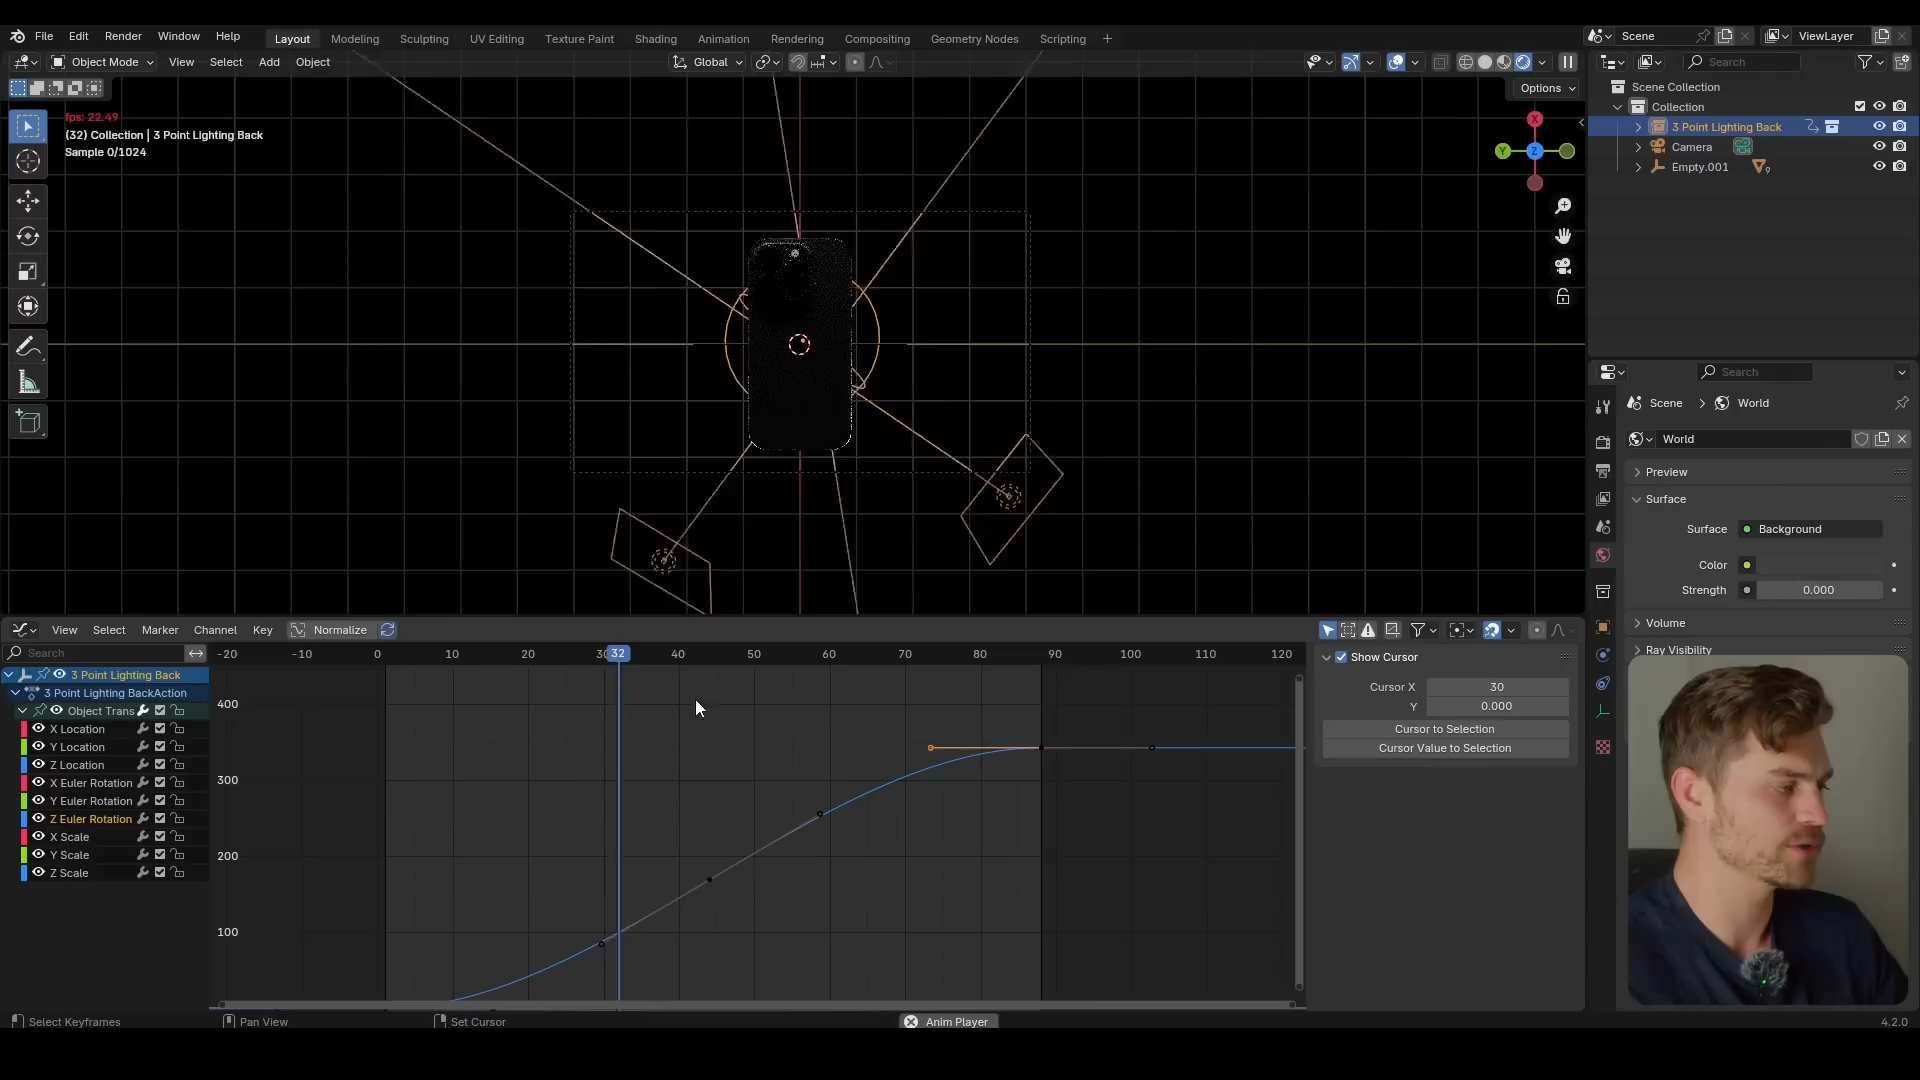 File Edit Render Window Help Layout Modeling Sculpting UV Editing Texture Paint Shading Animation Rendering Compositing Geometry Nodes Scripting + Scene ViewLayer
Object Mode View Select Add Object Global Search
Options
Scene Collection
Collection
3 Point Lighting Back
Camera
Empty.001
9
fps: 22.49
(32) Collection | 3 Point Lighting Back
Sample 0/1024
X
Y
Z
Search
Scene > World
World
Preview
Surface
Surface Background
Color
Strength 0.000
Volume
Ray Visibility
View Select Marker Channel Key Normalize
Search
-20 -10 0 10 20 30 32 40 50 60 70 80 90 100 110 120
3 Point Lighting Back
3 Point Lighting BackAction
Object Trans
X Location
Y Location
Z Location
X Euler Rotation
Y Euler Rotation
Z Euler Rotation
X Scale
Y Scale
Z Scale
400
300
200
100
Show Cursor
Cursor X 30
Y 0.000
Cursor to Selection
Cursor Value to Selection
Select Keyframes Pan View Set Cursor Anim Player 4.2.0